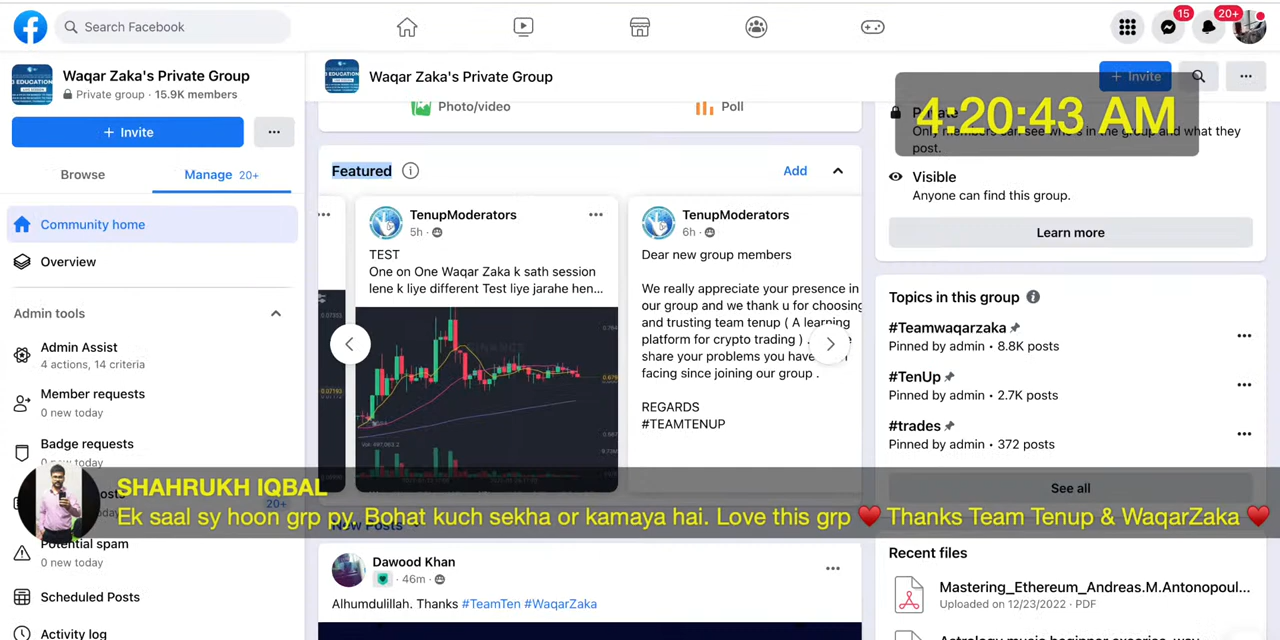 Search Facebook
15
20+
EDUCATION
Waqar Zaka's Private Group
Private group · 15.9K members
+ Invite
Browse
Manage 20+
Community home
Overview
Admin tools
Admin Assist
4 actions, 14 criteria
Member requests
0 new today
Badge requests
0 new today
20+
Potential spam
0 new today
Scheduled Posts
Activity log
Waqar Zaka's Private Group
+ Invite
Photo/video
Poll
Featured
Add
TenupModerators
5h ·
TEST
One on One Waqar Zaka k sath session
lene k liye different Test liye jarahe hen...
TenupModerators
6h ·
Dear new group members
We really appreciate your presence in
our group and we thank u for choosing
and trusting team tenup ( A learning
platform for crypto trading ) .
share your problems you have
facing since joining our group .
REGARDS
#TEAMTENUP
New Posts
Dawood Khan
· 46m ·
Alhumdulillah. Thanks #TeamTen #WaqarZaka
4:20:43 AM
Private
Only members can see who's in the group and what they
post.
Visible
Anyone can find this group.
Learn more
Topics in this group
#Teamwaqarzaka
Pinned by admin · 8.8K posts
#TenUp
Pinned by admin · 2.7K posts
#trades
Pinned by admin · 372 posts
See all
Recent files
Mastering_Ethereum_Andreas.M.Antonopoul...
Uploaded on 12/23/2022 · PDF
SHAHRUKH IQBAL
Ek saal sy hoon grp py. Bohat kuch sekha or kamaya hai. Love this grp ❤️ Thanks Team Tenup & WaqarZaka ❤️